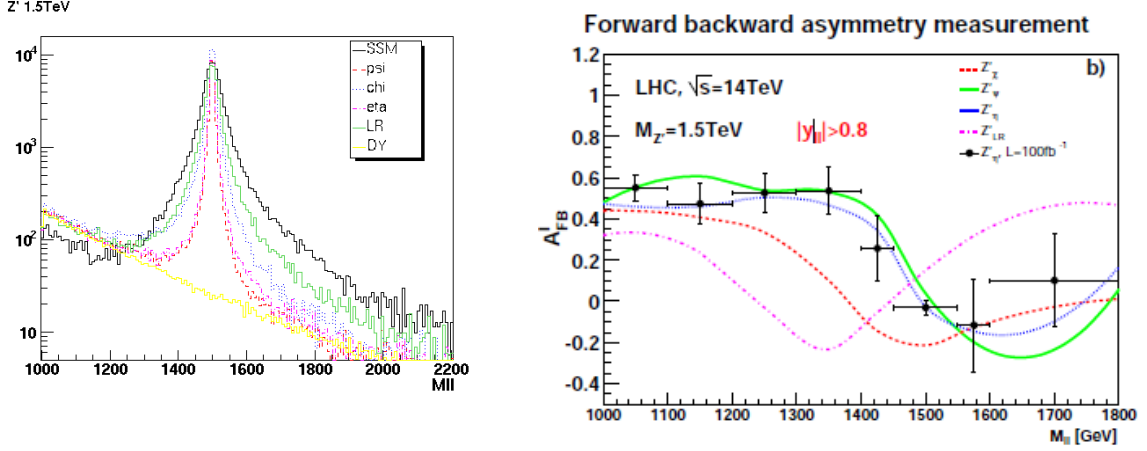 Z' 1.5TeV
10⁴
10³
10²
10
1000 1200 1400 1600 1800 2000 2200
Mll
SSM
psi
chi
eta
LR
DY
Forward backward asymmetry measurement
b)
LHC, √s=14TeV
M_Z'=1.5TeV
|y_ll|>0.8
Z'_χ
Z'_ψ
Z'_η
Z'_LR
Z'_η, L=100fb⁻¹
A^l_FB
1.2
1
0.8
0.6
0.4
0.2
0
-0.2
-0.4
1000 1100 1200 1300 1400 1500 1600 1700 1800
M_ll [GeV]